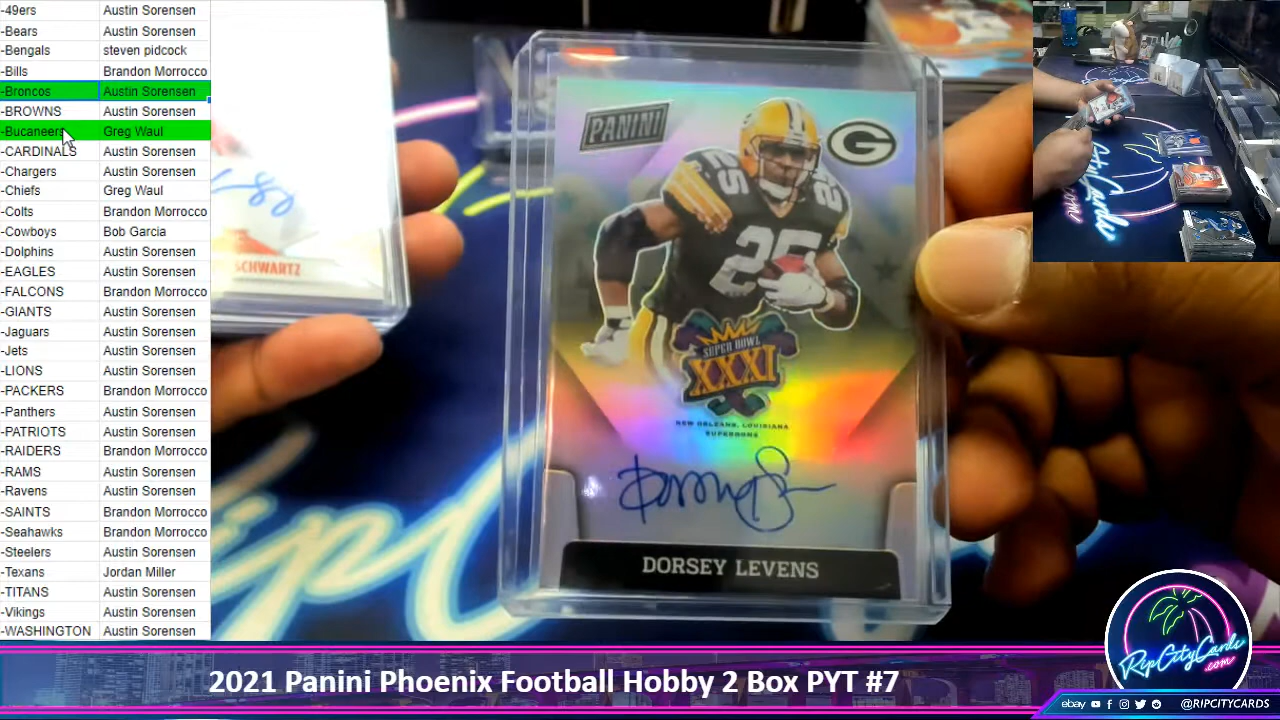 -49ers Austin Sorensen
-Bears Austin Sorensen
-Bengals steven pidcock
-Bills Brandon Morrocco
-Broncos Austin Sorensen
-BROWNS Austin Sorensen
-Bucaneers Greg Waul
-CARDINALS Austin Sorensen
-Chargers Austin Sorensen
-Chiefs Greg Waul
-Colts Brandon Morrocco
-Cowboys Bob Garcia
-Dolphins Austin Sorensen
-EAGLES Austin Sorensen
-FALCONS Brandon Morrocco
-GIANTS Austin Sorensen
-Jaguars Austin Sorensen
-Jets Austin Sorensen
-LIONS Austin Sorensen
-PACKERS Brandon Morrocco
-Panthers Austin Sorensen
-PATRIOTS Austin Sorensen
-RAIDERS Brandon Morrocco
-RAMS Austin Sorensen
-Ravens Austin Sorensen
-SAINTS Brandon Morrocco
-Seahawks Brandon Morrocco
-Steelers Austin Sorensen
-Texans Jordan Miller
-TITANS Austin Sorensen
-Vikings Austin Sorensen
-WASHINGTON Austin Sorensen
SCHWARTZ
PANINI
G
25
25
25
SUPER BOWL
XXXI
NEW ORLEANS, LOUISIANA
SUPERDOME
DORSEY LEVENS
2021 Panini Phoenix Football Hobby 2 Box PYT #7
RipCityCards
.com
ebay @RIPCITYCARDS